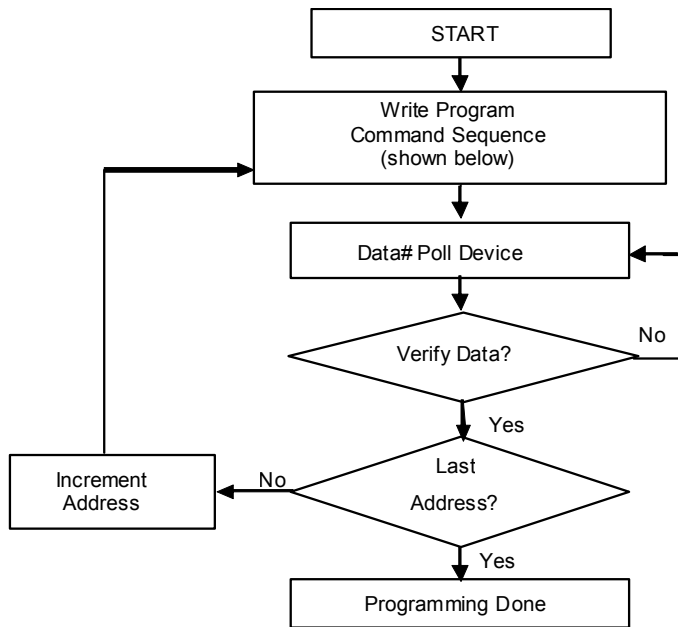 START
Write Program
Command Sequence
(shown below)
Data# Poll Device
Verify Data?
No
Yes
Last
Address?
No
Increment
Address
Yes
Programming Done